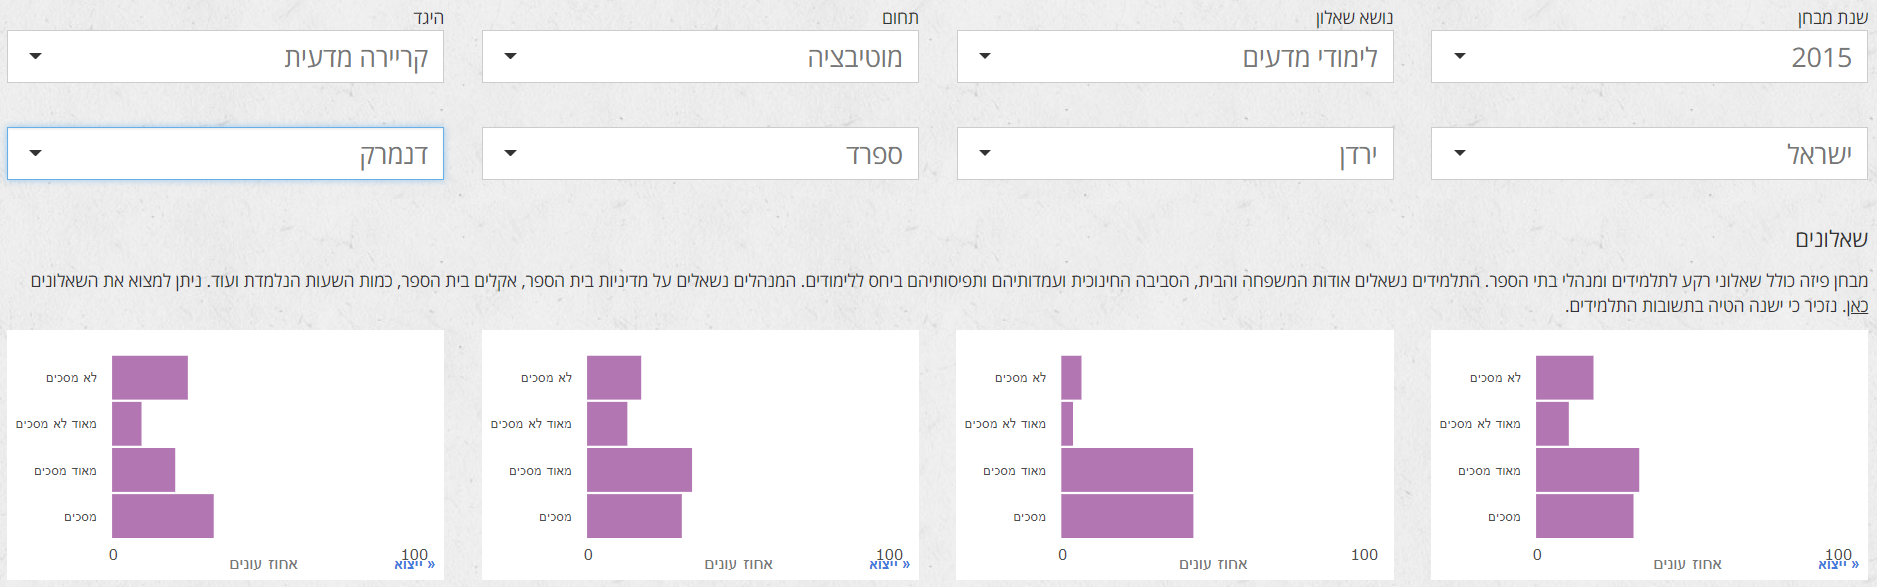 שנת מבחן
נושא שאלון
תחום
היגד
2015
לימודי מדעים
מוטיבציה
קריירה מדעית
ישראל
ירדן
ספרד
דנמרק
שאלונים
מבחן פיזה כולל שאלוני רקע לתלמידים ומנהלי בתי הספר. התלמידים נשאלים אודות המשפחה והבית, הסביבה החינוכית ועמדותיהם ותפיסותיהם ביחס ללימודים. המנהלים נשאלים על מדיניות בית הספר, אקלים בית הספר, כמות השעות הנלמדת ועוד. ניתן למצוא את השאלונים
כאן. נזכיר כי ישנה הטיה בתשובות התלמידים.
לא מסכים
מאוד לא מסכים
מאוד מסכים
מסכים
0
100
אחוז עונים
ייצוא »
לא מסכים
מאוד לא מסכים
מאוד מסכים
מסכים
0
100
אחוז עונים
לא מסכים
מאוד לא מסכים
מאוד מסכים
מסכים
0
100
אחוז עונים
ייצוא »
לא מסכים
מאוד לא מסכים
מאוד מסכים
מסכים
0
100
אחוז עונים
ייצוא »